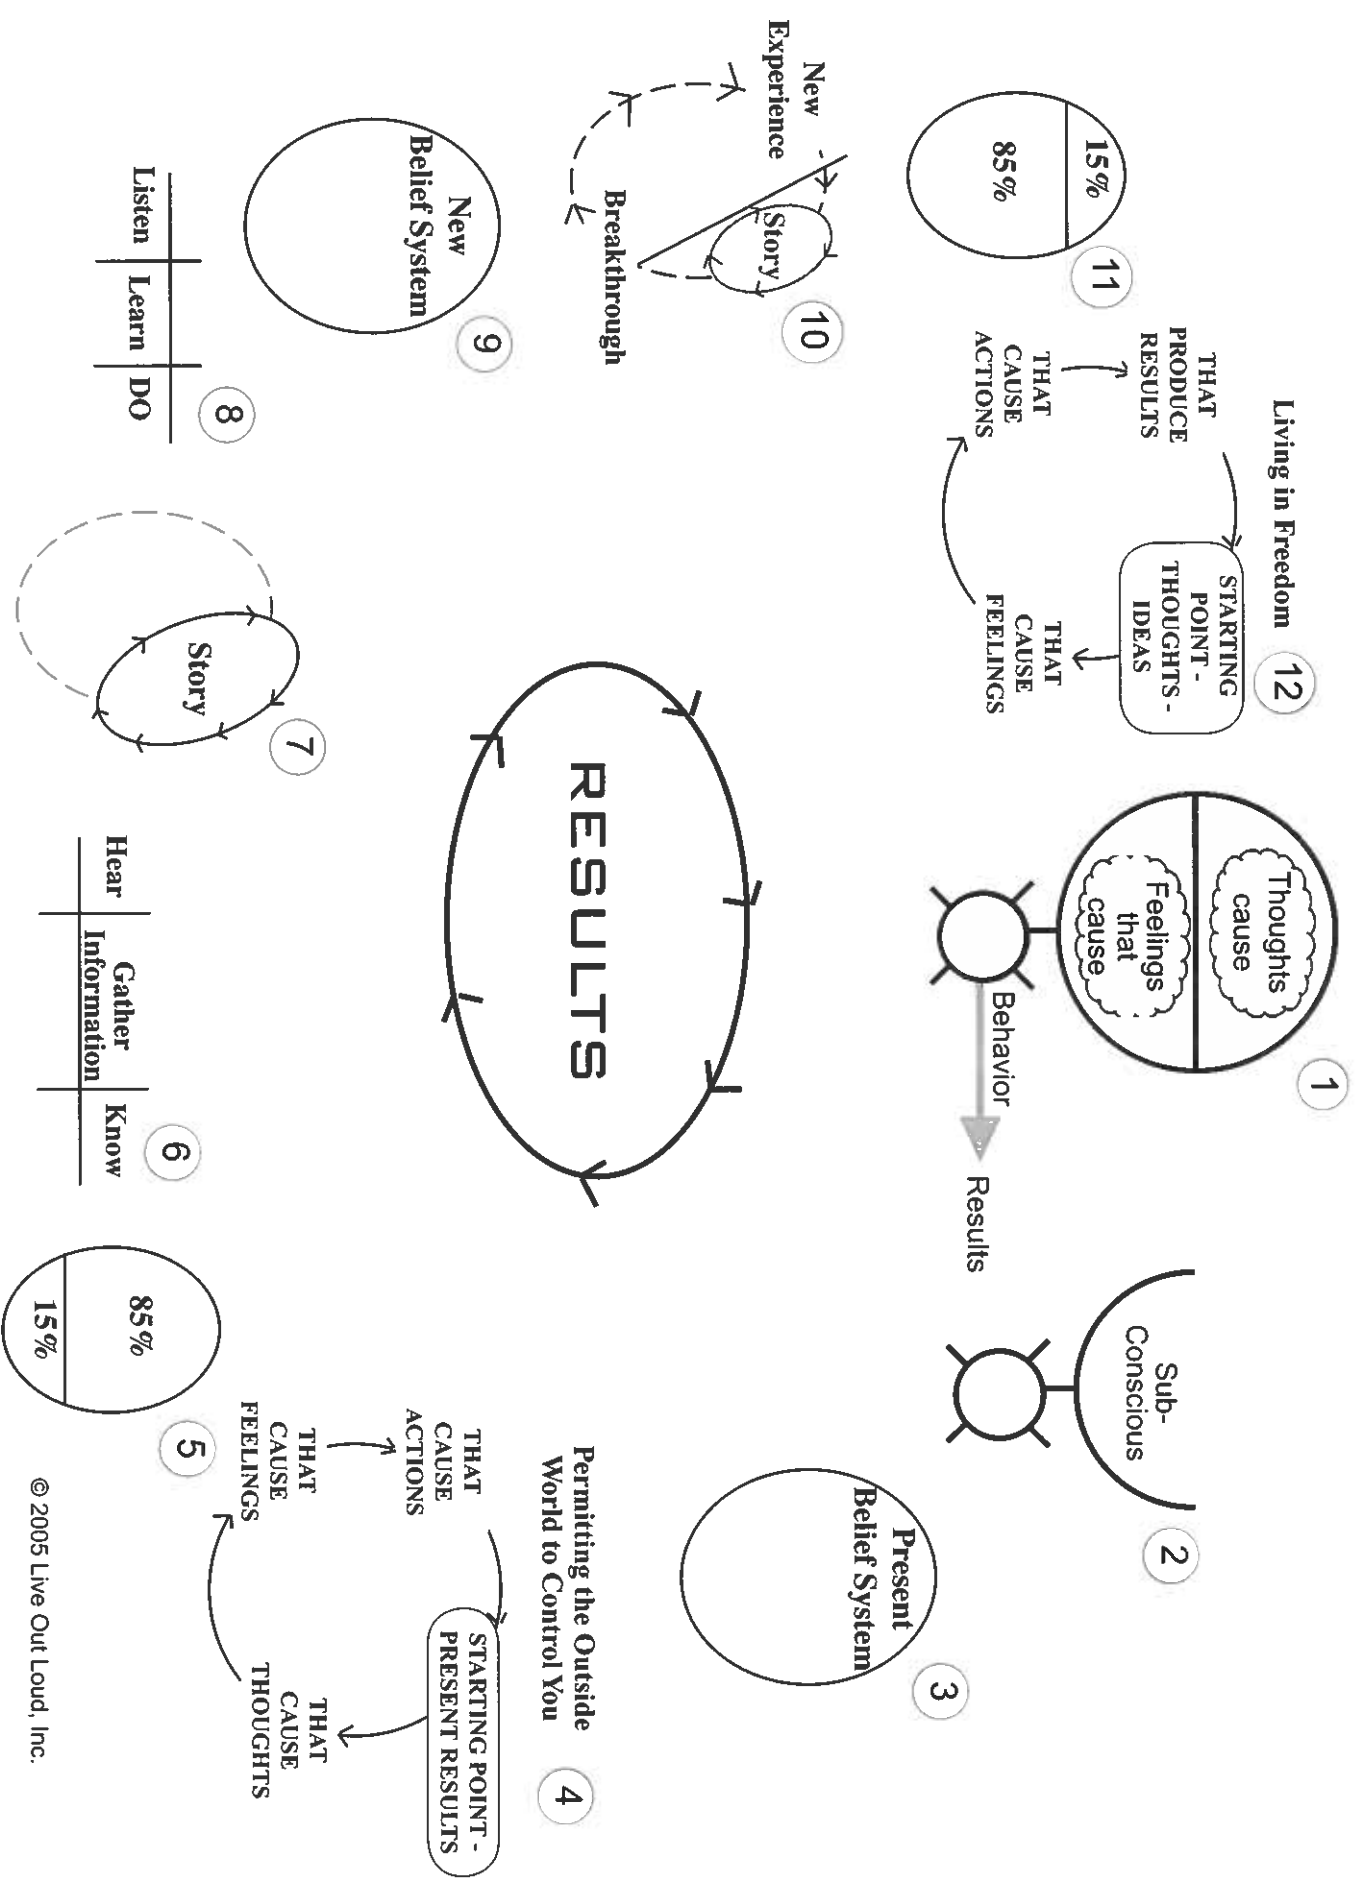 1
Thoughts
cause
Feelings
that
cause
Behavior
Results
2
Sub-
Conscious
3
Present
Belief System
4
Permitting the Outside
World to Control You
STARTING POINT -
PRESENT RESULTS
THAT
CAUSE
THOUGHTS
THAT
CAUSE
FEELINGS
THAT
CAUSE
ACTIONS
5
85%
15%
6
Hear
Gather
Information
Know
7
Story
8
Listen
Learn
DO
9
New
Belief System
10
New
Experience
Story
Breakthrough
11
15%
85%
12
Living in Freedom
STARTING
POINT -
THOUGHTS -
IDEAS
THAT
CAUSE
FEELINGS
THAT
CAUSE
ACTIONS
THAT
PRODUCE
RESULTS
RESULTS
© 2005 Live Out Loud, Inc.